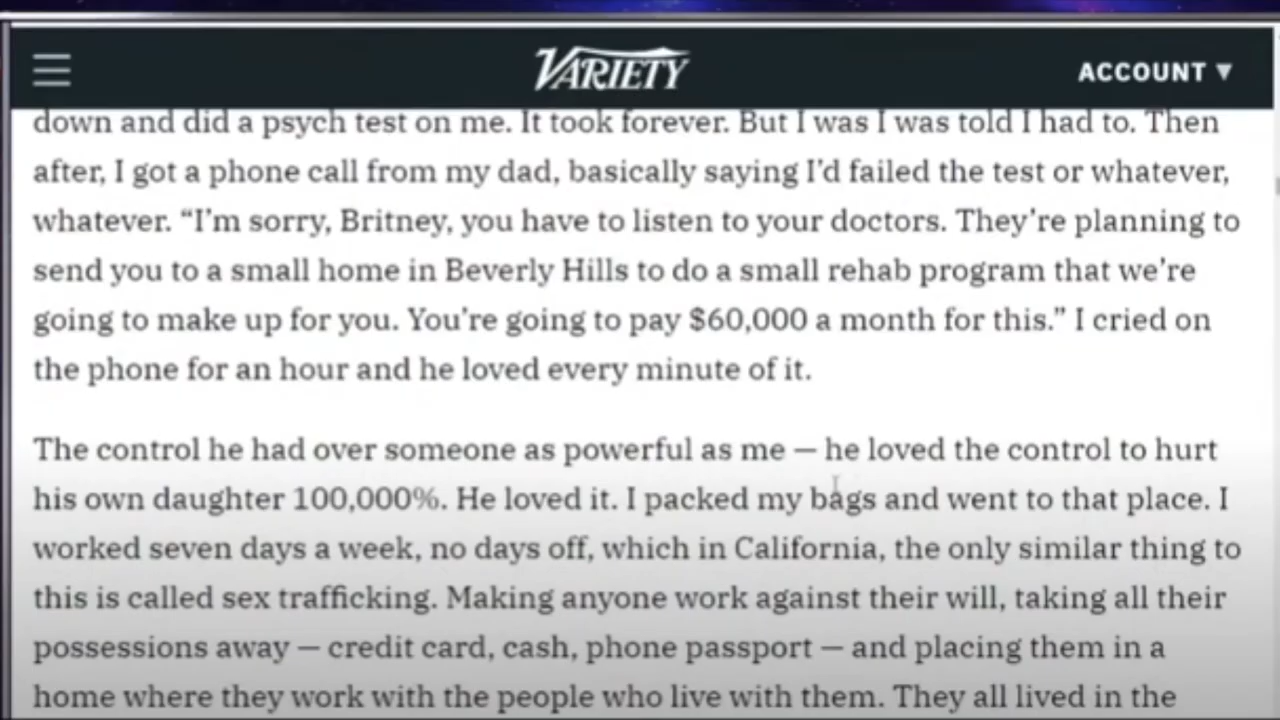 VARIETY
ACCOUNT ▼
down and did a psych test on me. It took forever. But I was I was told I had to. Then
after, I got a phone call from my dad, basically saying I’d failed the test or whatever,
whatever. “I’m sorry, Britney, you have to listen to your doctors. They’re planning to
send you to a small home in Beverly Hills to do a small rehab program that we’re
going to make up for you. You’re going to pay $60,000 a month for this.” I cried on
the phone for an hour and he loved every minute of it.
The control he had over someone as powerful as me — he loved the control to hurt
his own daughter 100,000%. He loved it. I packed my bags and went to that place. I
worked seven days a week, no days off, which in California, the only similar thing to
this is called sex trafficking. Making anyone work against their will, taking all their
possessions away — credit card, cash, phone passport — and placing them in a
home where they work with the people who live with them. They all lived in the